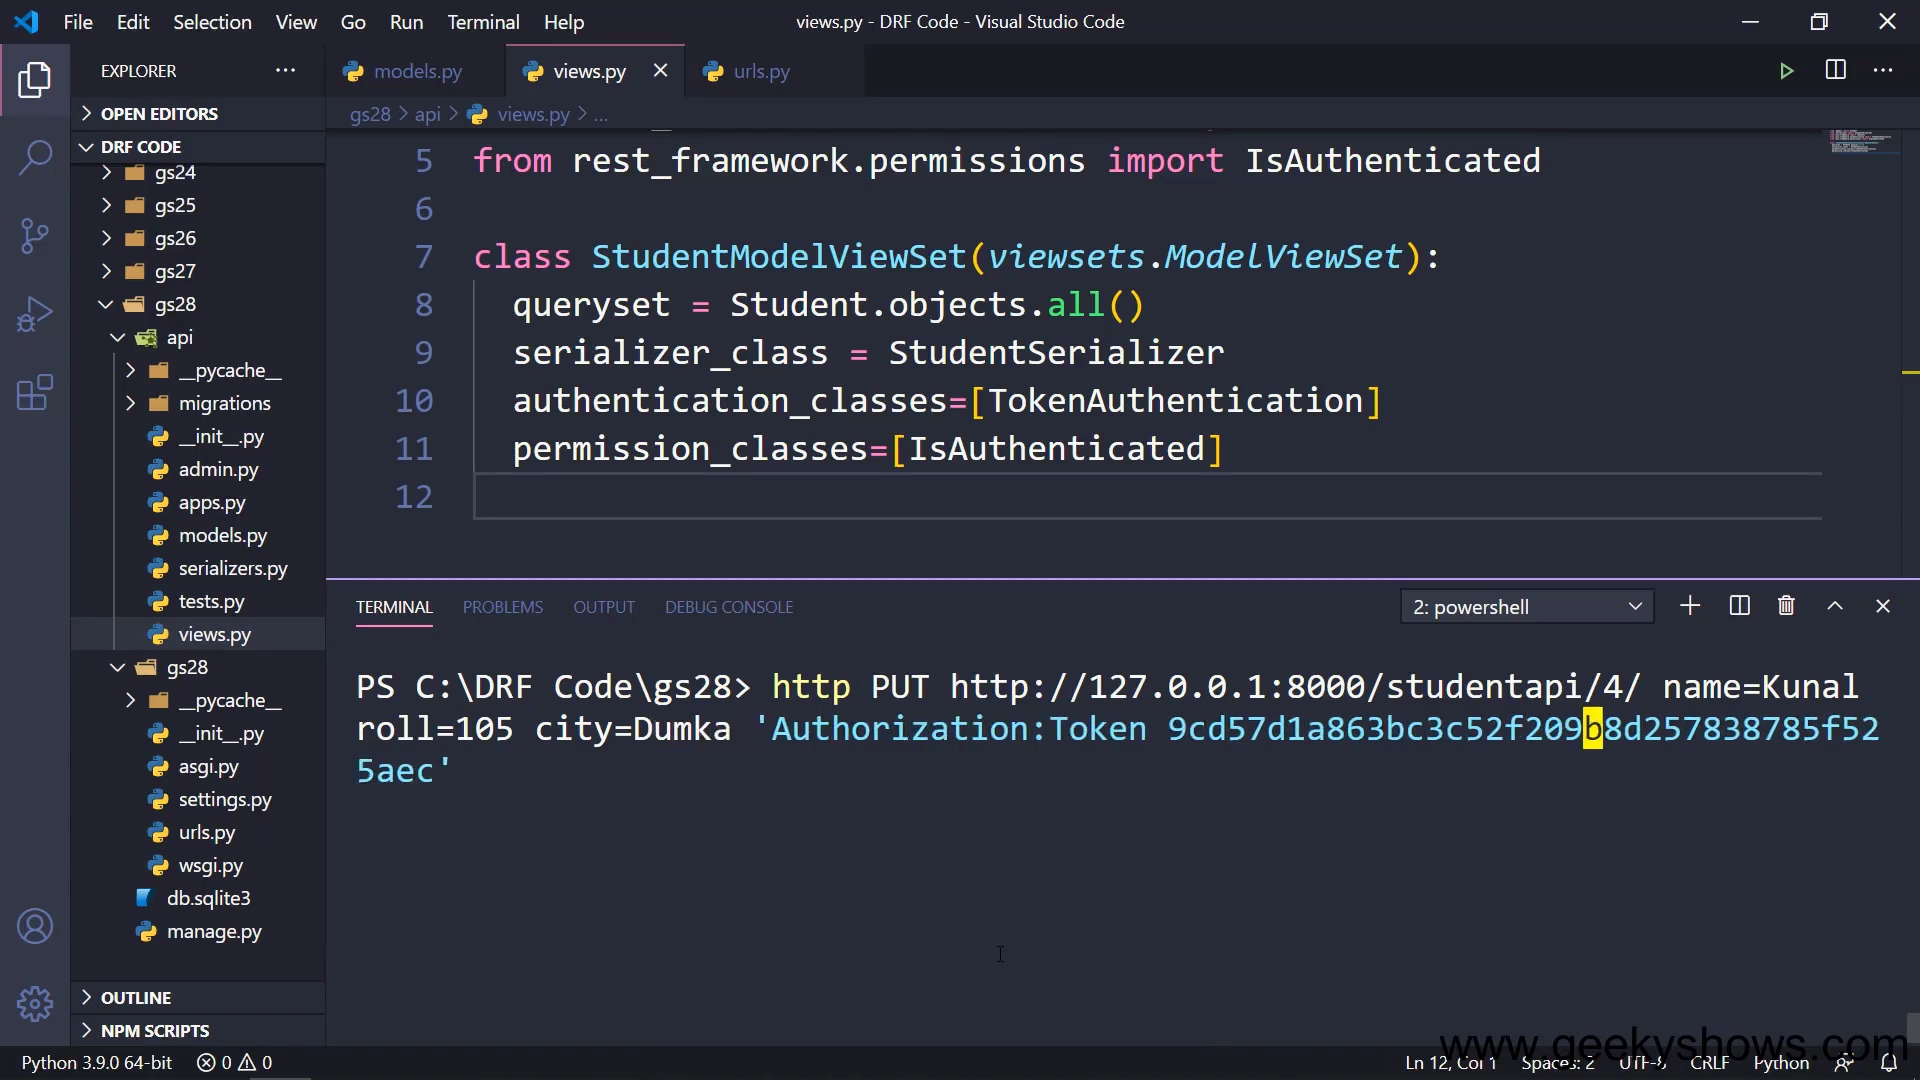 File Edit Selection View Go Run Terminal Help
views.py - DRF Code - Visual Studio Code
EXPLORER
models.py
views.py
urls.py
OPEN EDITORS
gs28 > api > views.py > ...
DRF CODE
gs24
gs25
gs26
gs27
gs28
api
__pycache__
migrations
__init__.py
admin.py
apps.py
models.py
serializers.py
tests.py
views.py
gs28
__pycache__
__init__.py
asgi.py
settings.py
urls.py
wsgi.py
db.sqlite3
manage.py
OUTLINE
NPM SCRIPTS
5 from rest_framework.permissions import IsAuthenticated
6
7 class StudentModelViewSet(viewsets.ModelViewSet):
8 queryset = Student.objects.all()
9 serializer_class = StudentSerializer
10 authentication_classes=[TokenAuthentication]
11 permission_classes=[IsAuthenticated]
12
TERMINAL PROBLEMS OUTPUT DEBUG CONSOLE
2: powershell
PS C:\DRF Code\gs28> http PUT http://127.0.0.1:8000/studentapi/4/ name=Kunal
roll=105 city=Dumka 'Authorization:Token 9cd57d1a863bc3c52f209b8d257838785f52
5aec'
www.geekyshows.com
Python 3.9.0 64-bit 0 0
Ln 12, Col 1 Spaces: 2 UTF-8 CRLF Python